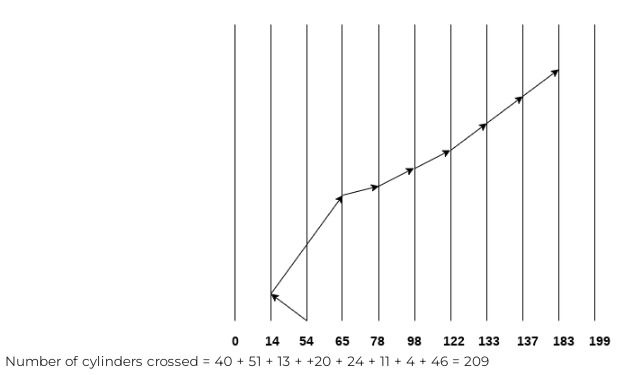 0 14 54 65 78 98 122 133 137 183 199
Number of cylinders crossed = 40 + 51 + 13 + +20 + 24 + 11 + 4 + 46 = 209